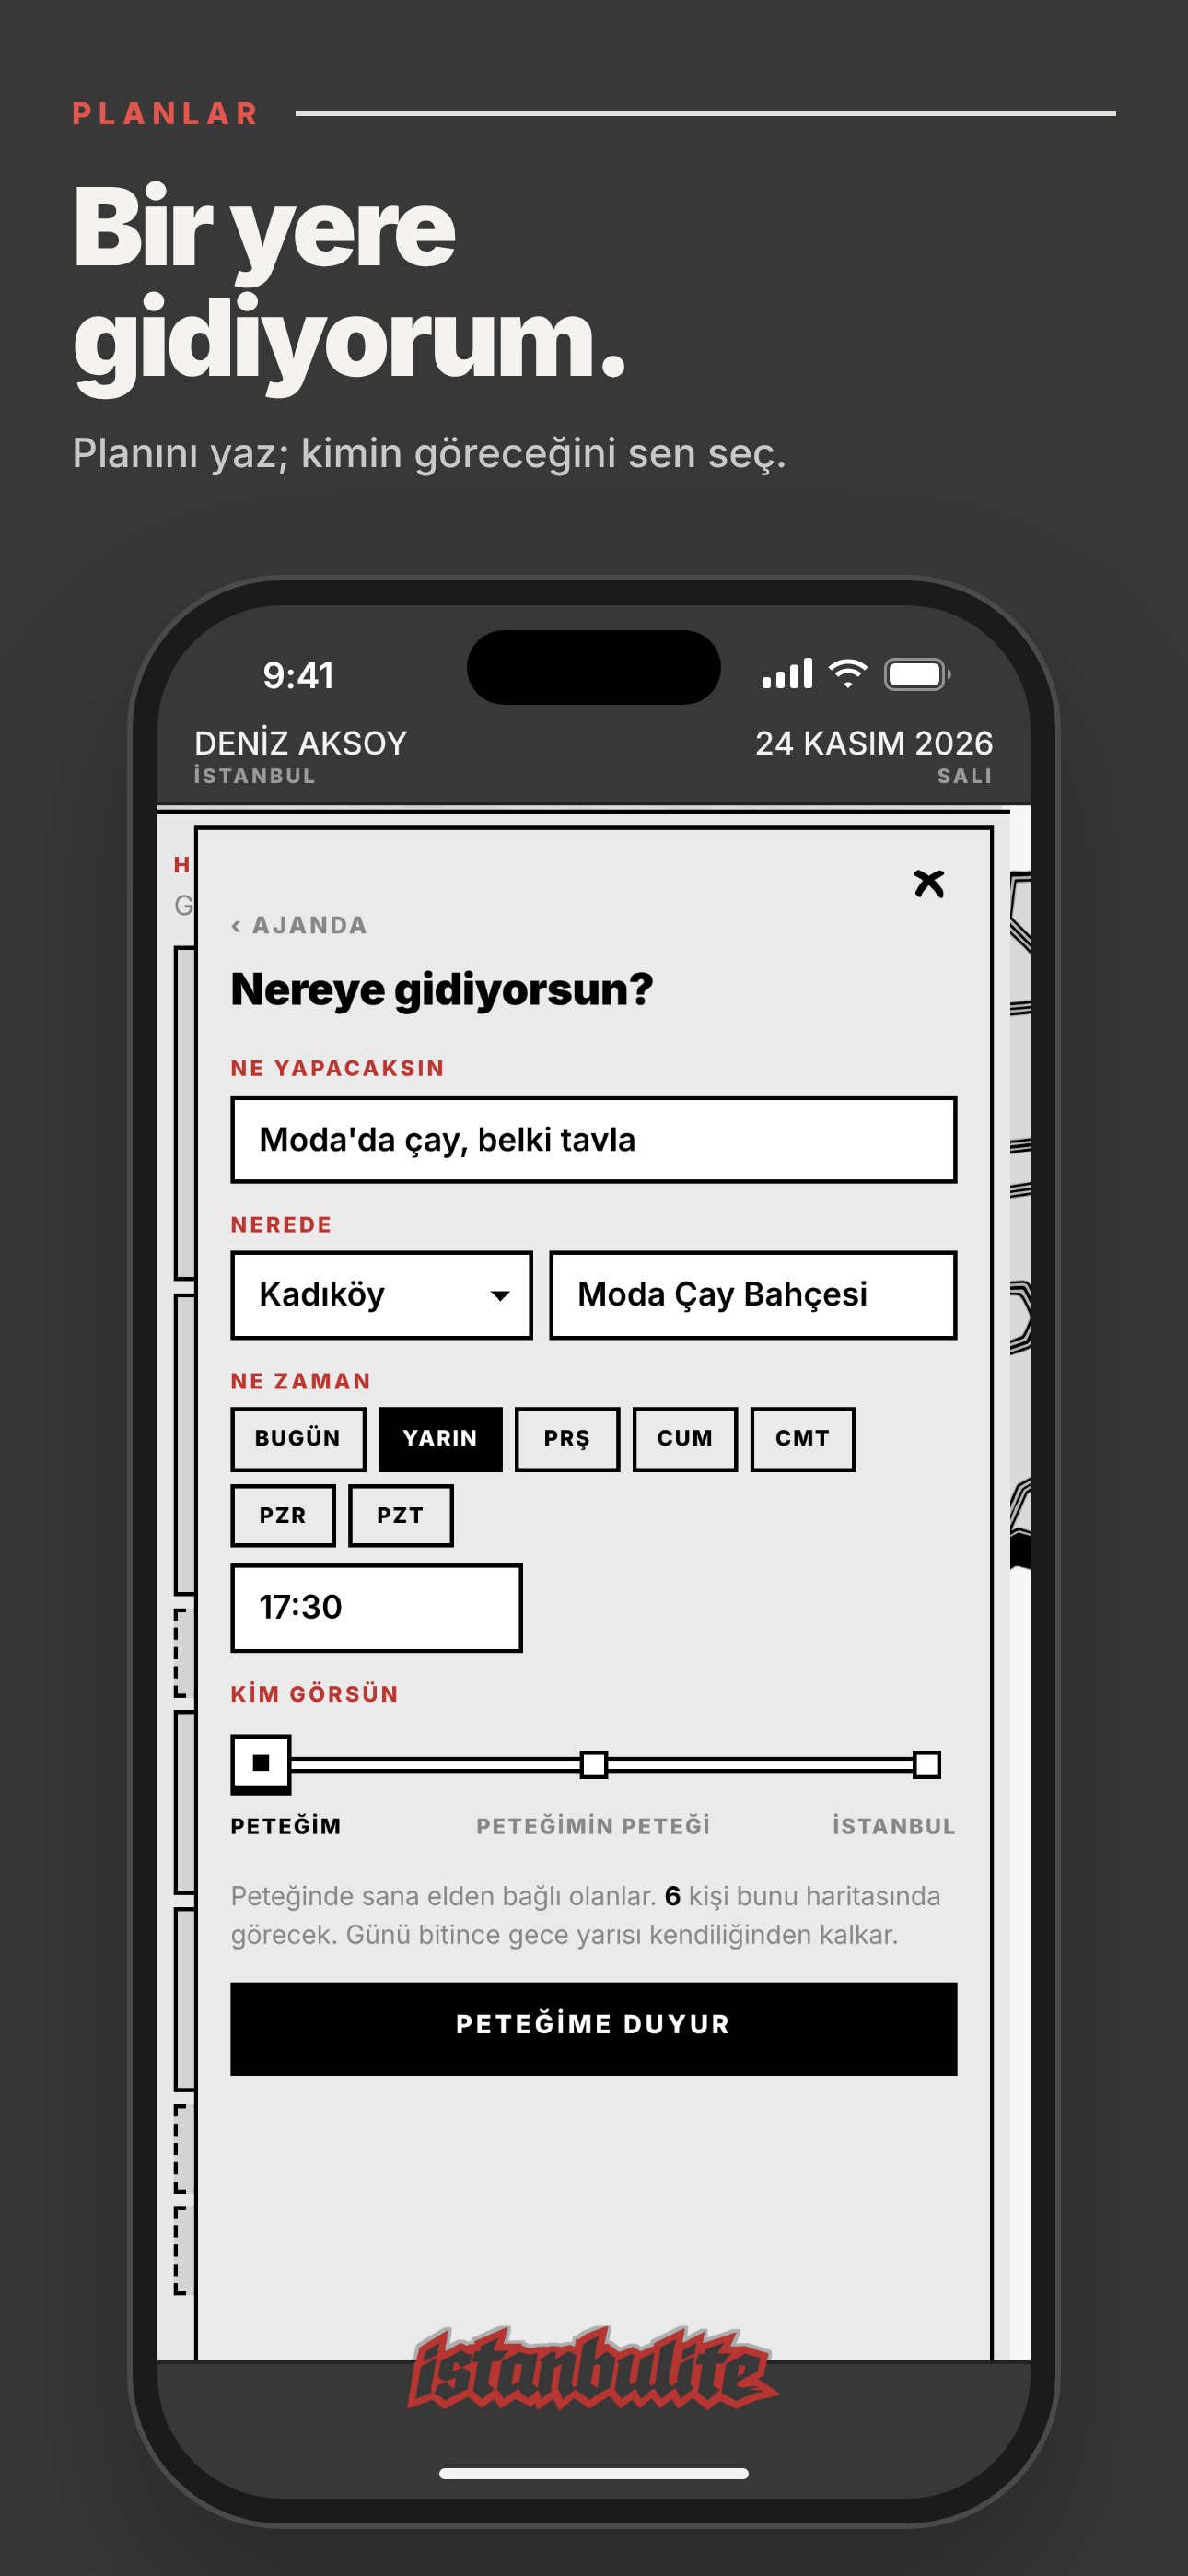 PLANLAR
Bir yere
gidiyorum.
Planını yaz; kimin göreceğini sen seç.
9:41
DENİZ AKSOY
24 KASIM 2026
İSTANBUL
SALI
H
G
‹ AJANDA
Nereye gidiyorsun?
NE YAPACAKSIN
Moda'da çay, belki tavla
NEREDE
Kadıköy
Moda Çay Bahçesi
NE ZAMAN
BUGÜN YARIN PRŞ CUM CMT
PZR PZT
17:30
KİM GÖRSÜN
PETEĞİM PETEĞİMİN PETEĞİ İSTANBUL
Peteğinde sana elden bağlı olanlar. 6 kişi bunu haritasında
görecek. Günü bitince gece yarısı kendiliğinden kalkar.
PETEĞİME DUYUR
istanbulite